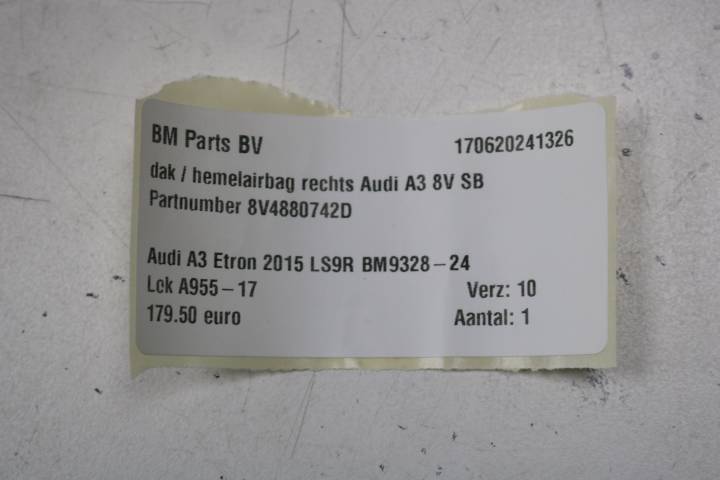 BM Parts BV 170620241326
dak / hemelairbag rechts Audi A3 8V SB
Partnumber 8V4880742D
Audi A3 Etron 2015 LS9R BM9328-24
Lck A955-17 Verz: 10
179.50 euro Aantal: 1